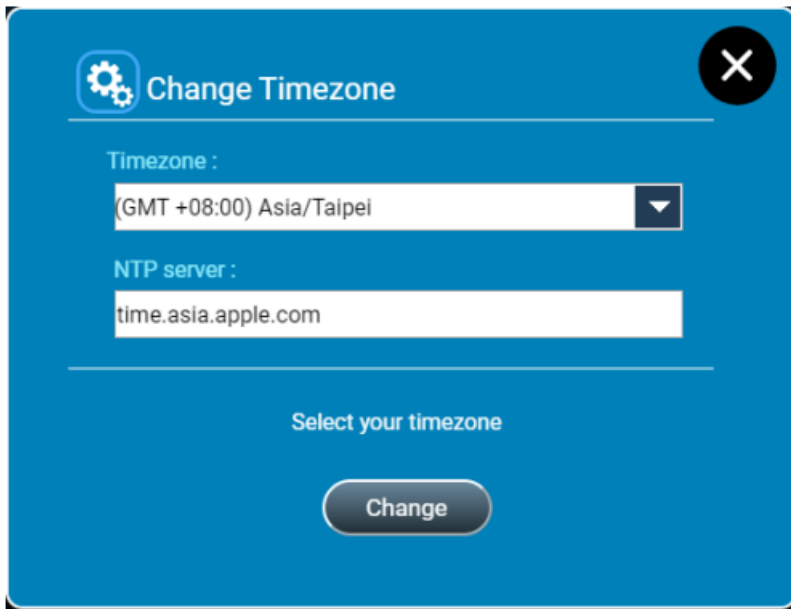 Change Timezone
Timezone :
(GMT +08:00) Asia/Taipei
NTP server :
time.asia.apple.com
Select your timezone
Change